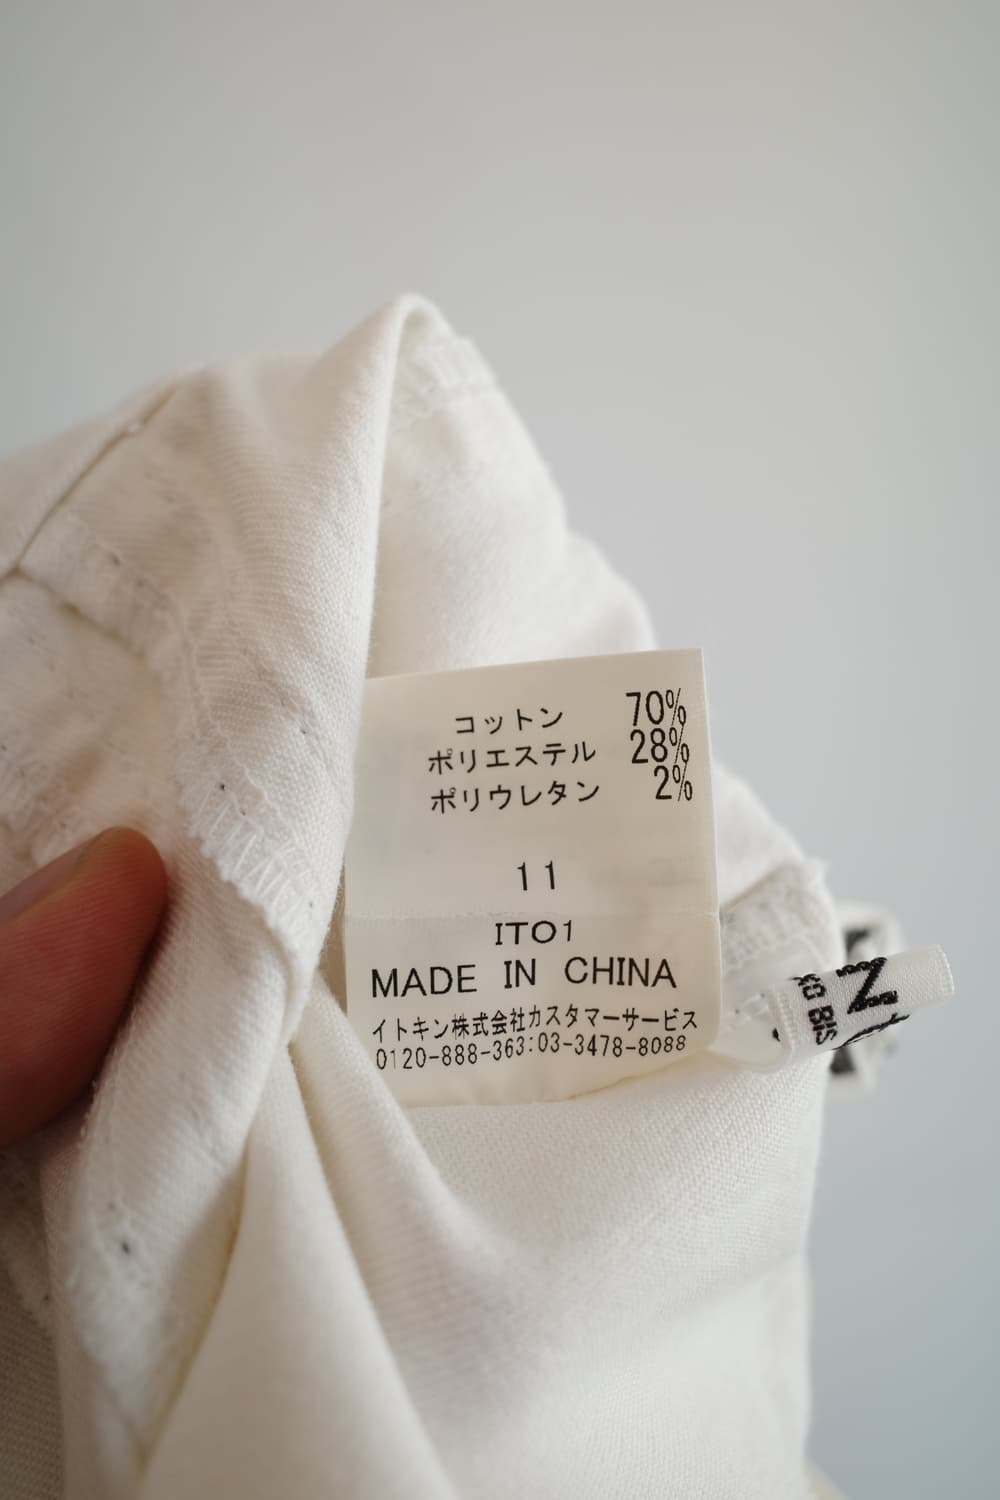 コットン 70%
ポリエステル 28%
ポリウレタン 2%
11
ITO1
MADE IN CHINA
イトキン株式会社カスタマーサービス
0120-888-363:03-3478-8088
N
KO BIS